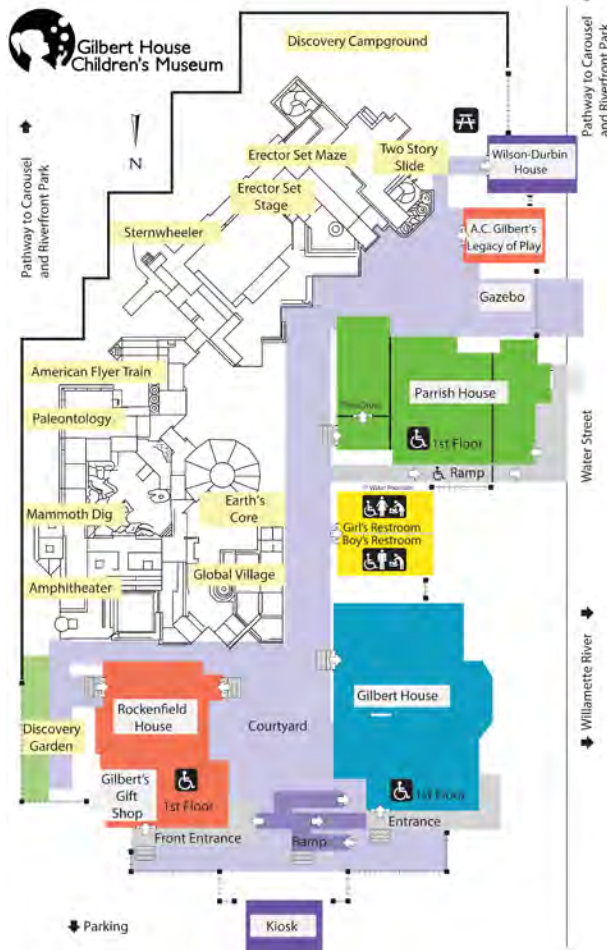 Gilbert House
Children's Museum
Discovery Campground
Pathway to Carousel
and Riverfront Park
Pathway to Carousel
and Riverfront Park
N
Erector Set Maze
Two Story
Slide
Wilson-Durbin
House
Erector Set
Stage
A.C. Gilbert's
Legacy of Play
Sternwheeler
Gazebo
American Flyer Train
Parrish House
Paleontology
1st Floor
Water Street
Ramp
Mammoth Dig
Earth's
Core
Girl's Restroom
Boy's Restroom
Amphitheater
Global Village
Willamette River
Gilbert House
Rockenfield
House
Courtyard
Discovery
Garden
Gilbert's
Gift
Shop
1st Floor
1st Floor
Entrance
Front Entrance
Ramp
Parking
Kiosk